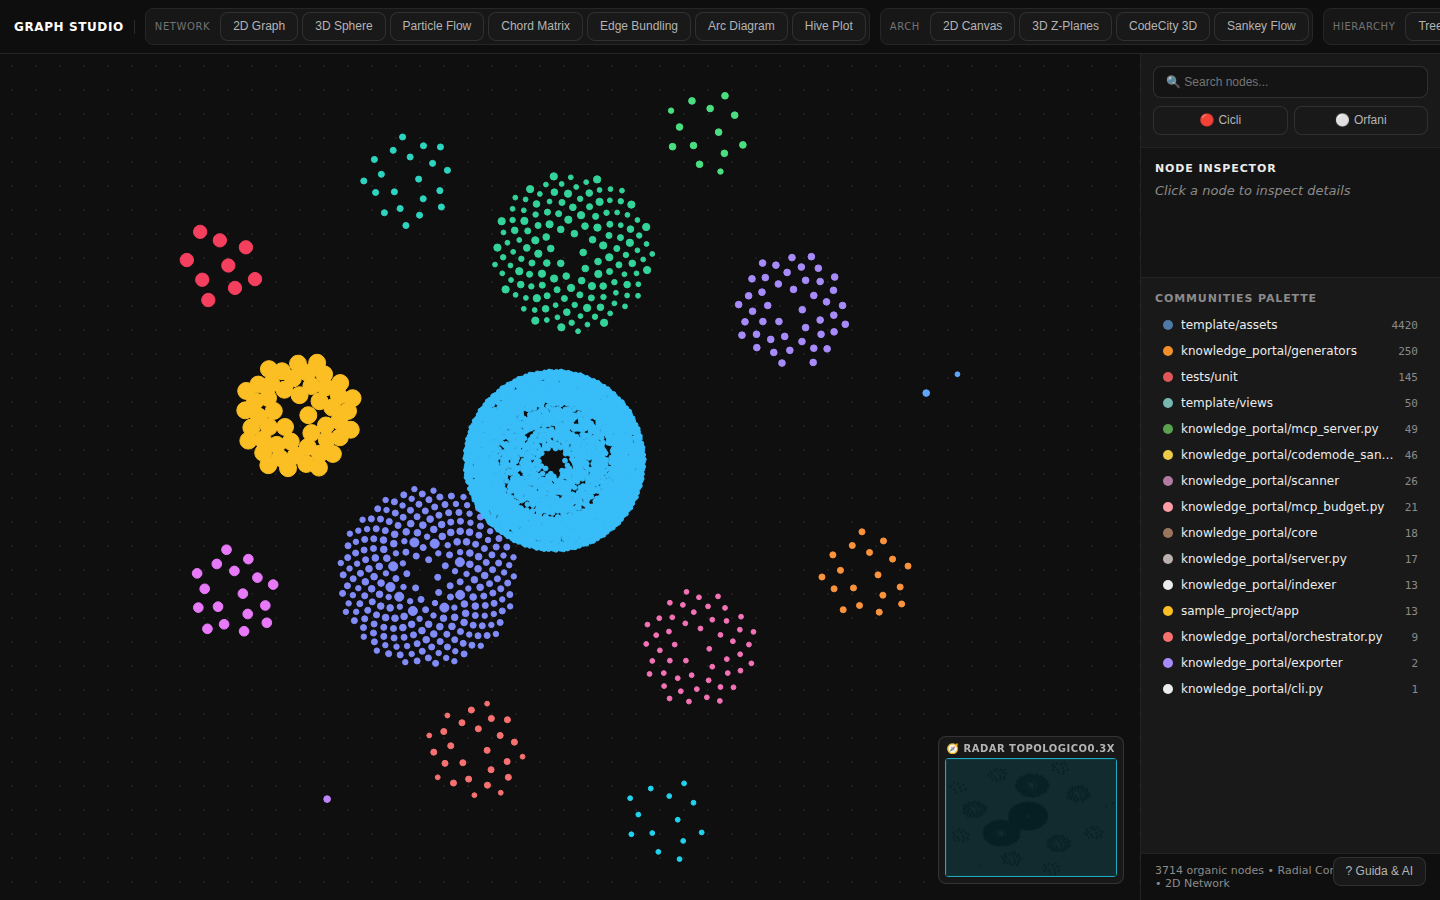 GRAPH STUDIO
NETWORK 2D Graph 3D Sphere Particle Flow Chord Matrix Edge Bundling Arc Diagram Hive Plot
ARCH 2D Canvas 3D Z-Planes CodeCity 3D Sankey Flow
HIERARCHY Tree
🔍 Search nodes...
🔴 Cicli
⚪ Orfani
NODE INSPECTOR
Click a node to inspect details
COMMUNITIES PALETTE
template/assets 4420
knowledge_portal/generators 250
tests/unit 145
template/views 50
knowledge_portal/mcp_server.py 49
knowledge_portal/codemode_san... 46
knowledge_portal/scanner 26
knowledge_portal/mcp_budget.py 21
knowledge_portal/core 18
knowledge_portal/server.py 17
knowledge_portal/indexer 13
sample_project/app 13
knowledge_portal/orchestrator.py 9
knowledge_portal/exporter 2
knowledge_portal/cli.py 1
🧭 RADAR TOPOLOGICO 0.3X
3714 organic nodes • Radial Cor
• 2D Network
? Guida & AI